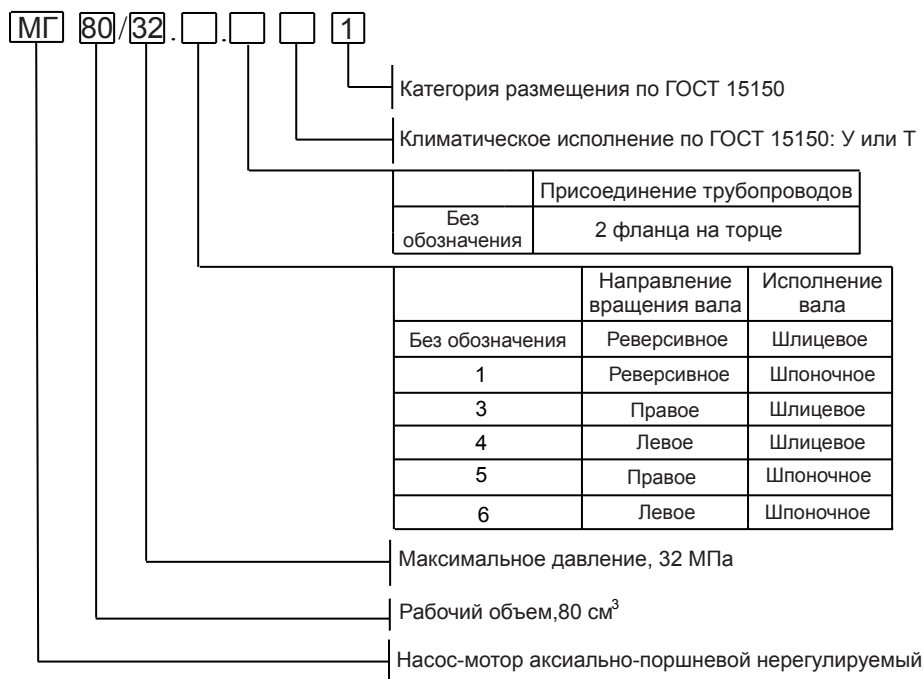 МГ 80/32. . 1
Категория размещения по ГОСТ 15150
Климатическое исполнение по ГОСТ 15150: У или Т
Присоединение трубопроводов
Без
обозначения
2 фланца на торце
Направление
вращения вала
Исполнение
вала
Без обозначения Реверсивное Шлицевое
1 Реверсивное Шпоночное
3 Правое Шлицевое
4 Левое Шлицевое
5 Правое Шпоночное
6 Левое Шпоночное
Максимальное давление, 32 МПа
Рабочий объем,80 см³
Насос-мотор аксиально-поршневой нерегулируемый